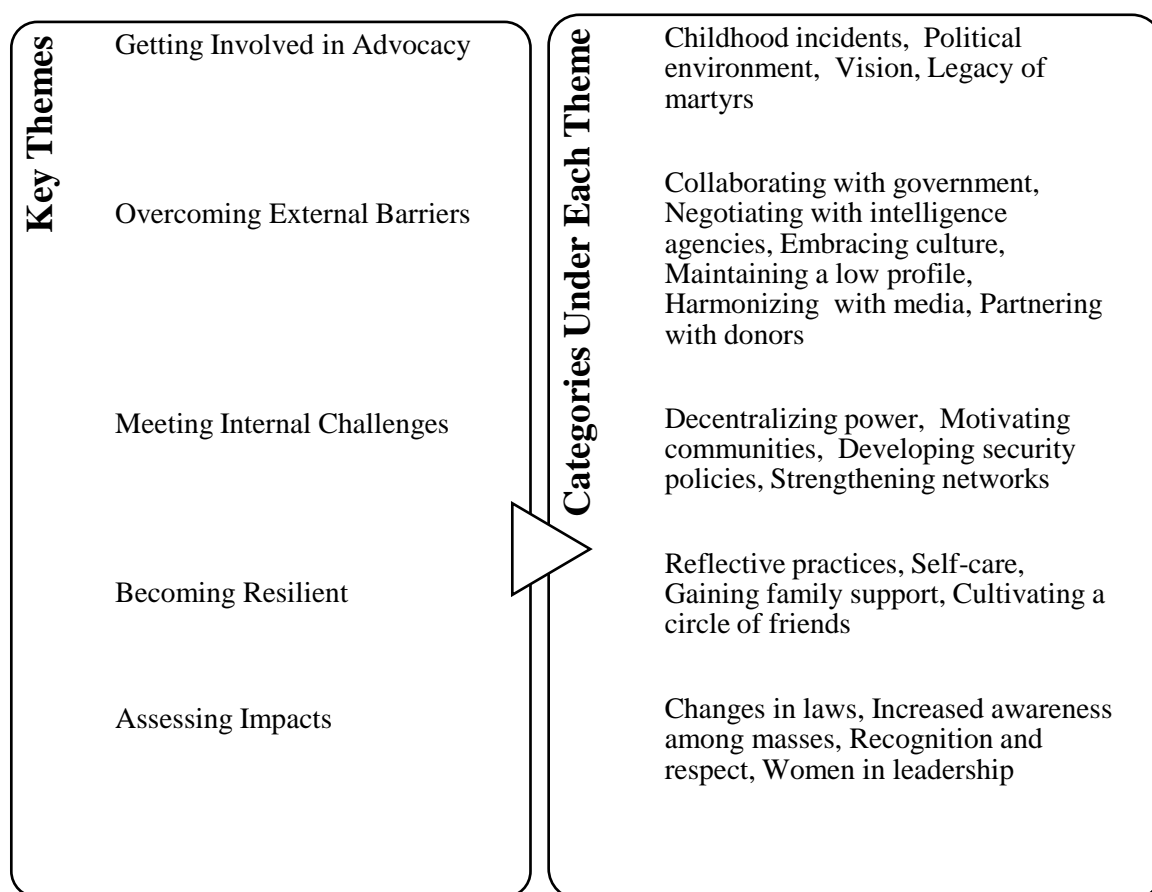 Key Themes
Getting Involved in Advocacy
Overcoming External Barriers
Meeting Internal Challenges
Becoming Resilient
Assessing Impacts
Categories Under Each Theme
Childhood incidents,  Political
environment,  Vision, Legacy of
martyrs
Collaborating with government,
Negotiating with intelligence
agencies, Embracing culture,
Maintaining a low profile,
Harmonizing  with media, Partnering
with donors
Decentralizing power,  Motivating
communities,  Developing security
policies, Strengthening networks
Reflective practices, Self-care,
Gaining family support, Cultivating a
circle of friends
Changes in laws, Increased awareness
among masses, Recognition and
respect, Women in leadership